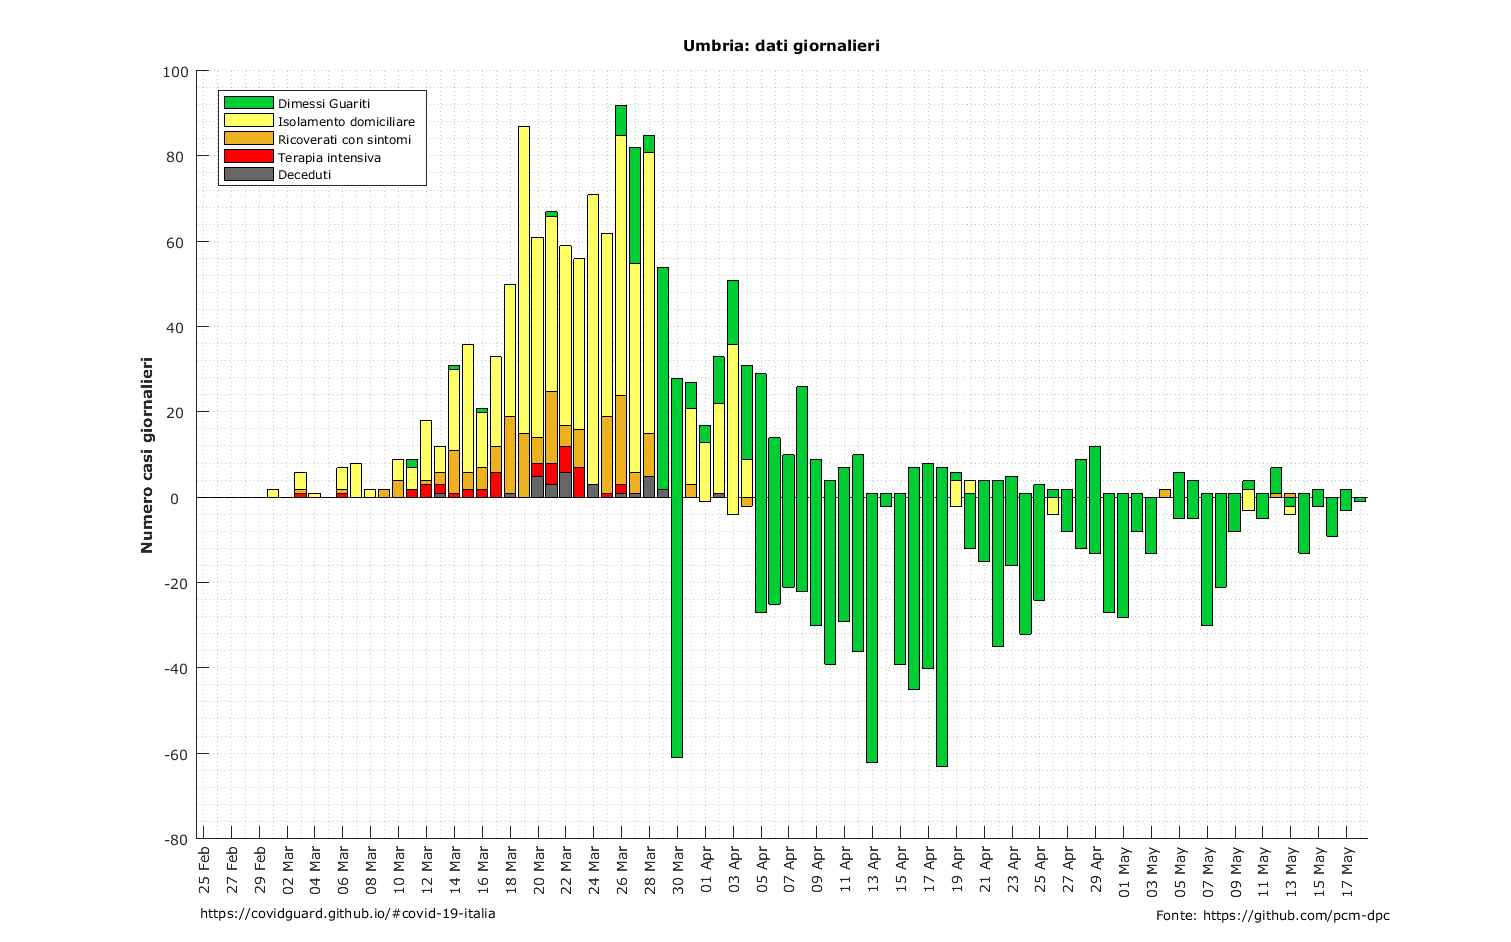 Umbria: dati giornalieri
100
80
60
40
20
0
-20
-40
-60
-80
Numero casi giornalieri
Dimessi Guariti
Isolamento domiciliare
Ricoverati con sintomi
Terapia intensiva
Deceduti
25 Feb
27 Feb
29 Feb
02 Mar
04 Mar
06 Mar
08 Mar
10 Mar
12 Mar
14 Mar
16 Mar
18 Mar
20 Mar
22 Mar
24 Mar
26 Mar
28 Mar
30 Mar
01 Apr
03 Apr
05 Apr
07 Apr
09 Apr
11 Apr
13 Apr
15 Apr
17 Apr
19 Apr
21 Apr
23 Apr
25 Apr
27 Apr
29 Apr
01 May
03 May
05 May
07 May
09 May
11 May
13 May
15 May
17 May
https://covidguard.github.io/#covid-19-italia
Fonte: https://github.com/pcm-dpc